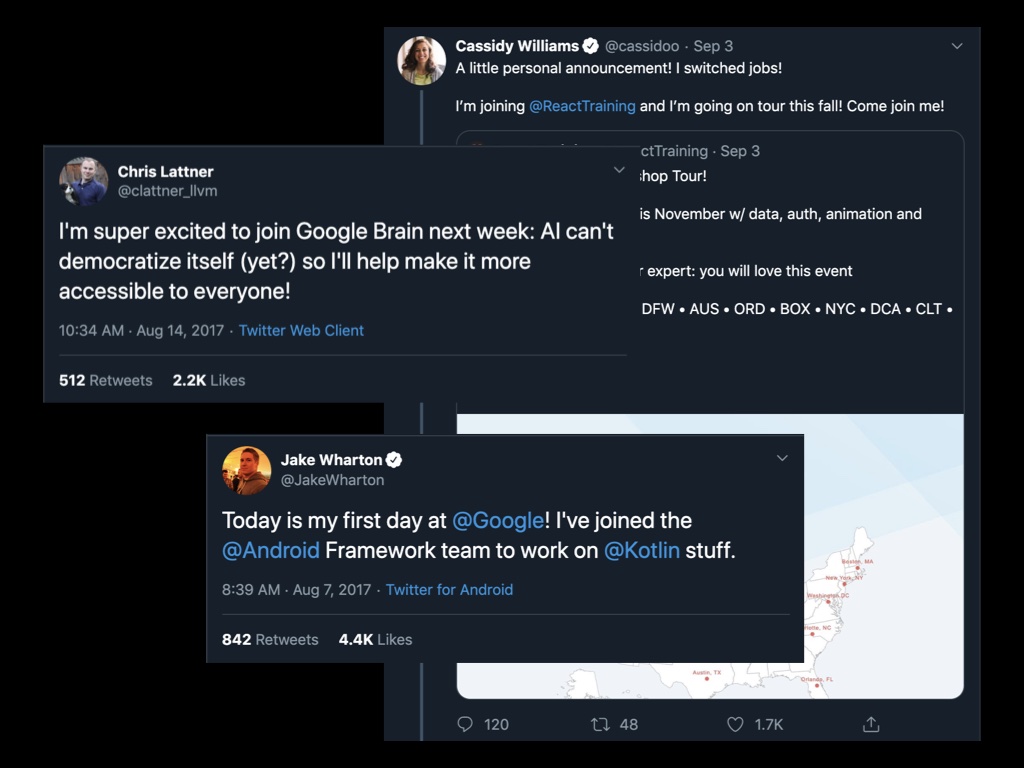 Cassidy Williams @cassidoo · Sep 3
A little personal announcement! I switched jobs!
I'm joining @ReactTraining and I'm going on tour this fall! Come join me!
ctTraining · Sep 3
hop Tour!
is November w/ data, auth, animation and
expert: you will love this event
DFW • AUS • ORD • BOX • NYC • DCA • CLT •
Chris Lattner
@clattner_llvm
I'm super excited to join Google Brain next week: AI can't
democratize itself (yet?) so I'll help make it more
accessible to everyone!
10:34 AM · Aug 14, 2017 · Twitter Web Client
512 Retweets 2.2K Likes
Jake Wharton
@JakeWharton
Today is my first day at @Google! I've joined the
@Android Framework team to work on @Kotlin stuff.
8:39 AM · Aug 7, 2017 · Twitter for Android
842 Retweets 4.4K Likes
Boston, MA
New York, NY
Washington, DC
lotte, NC
Austin, TX
Orlando, FL
120 48 1.7K